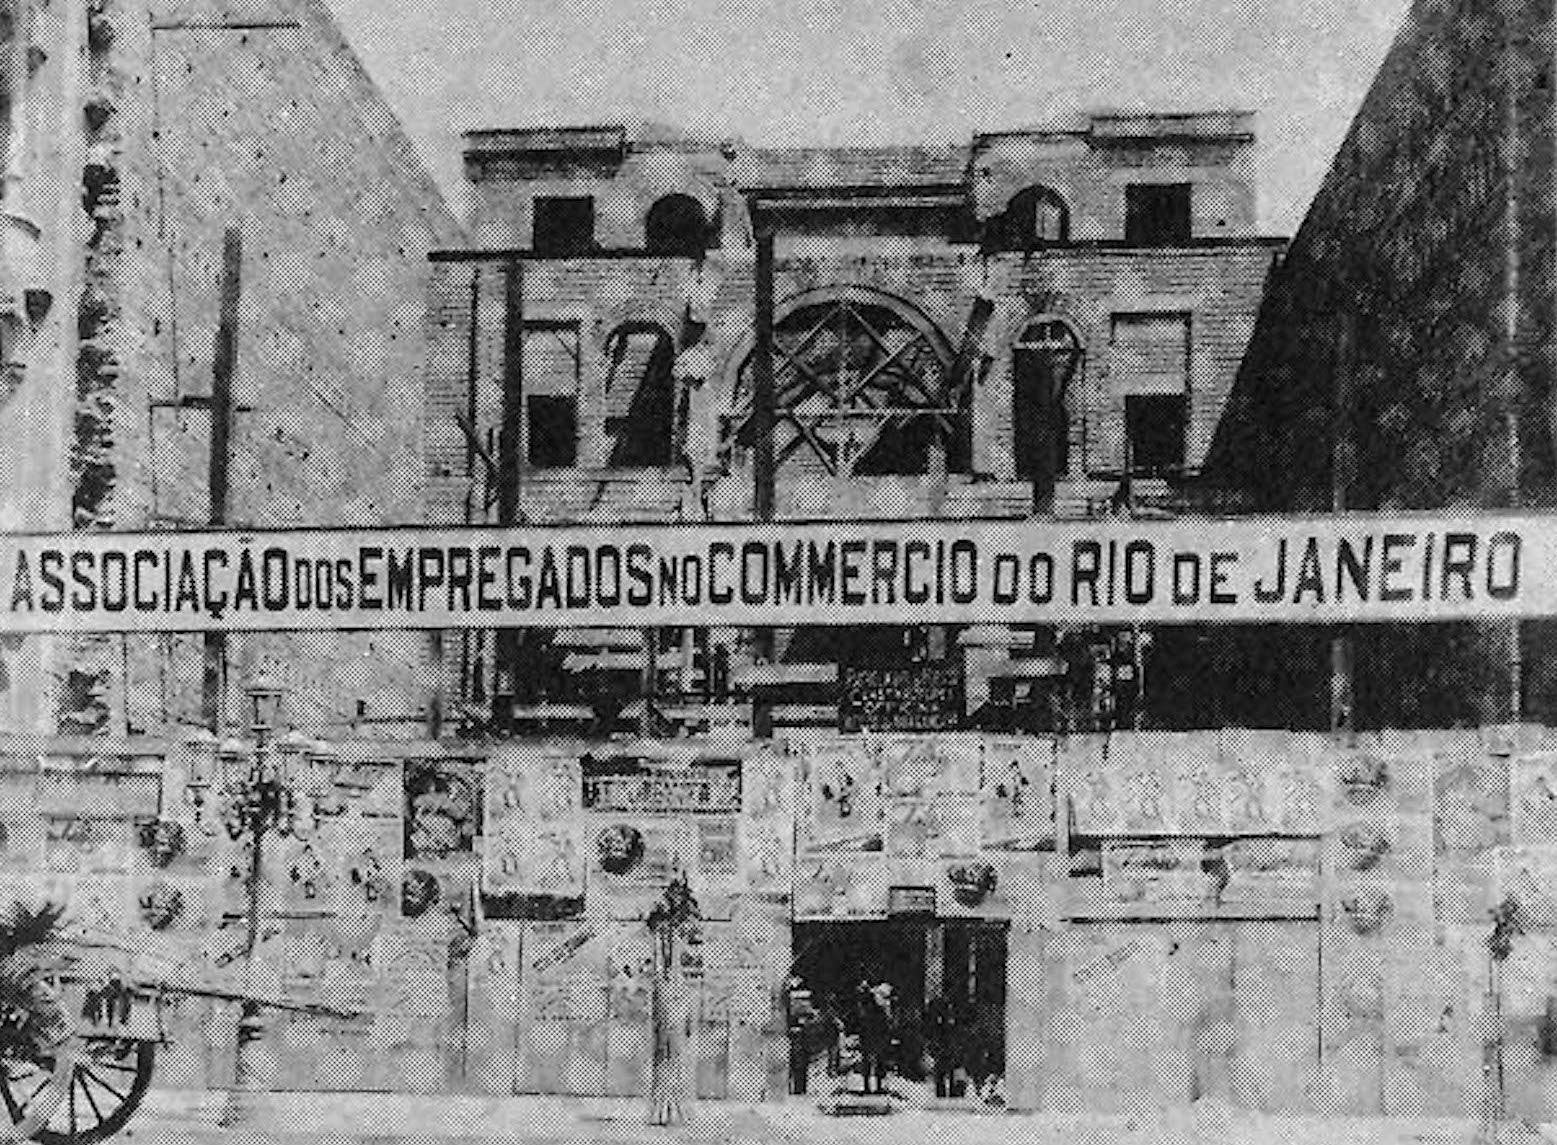 ASSOCIAÇÃO DOS EMPREGADOS NO COMMERCIO DO RIO DE JANEIRO